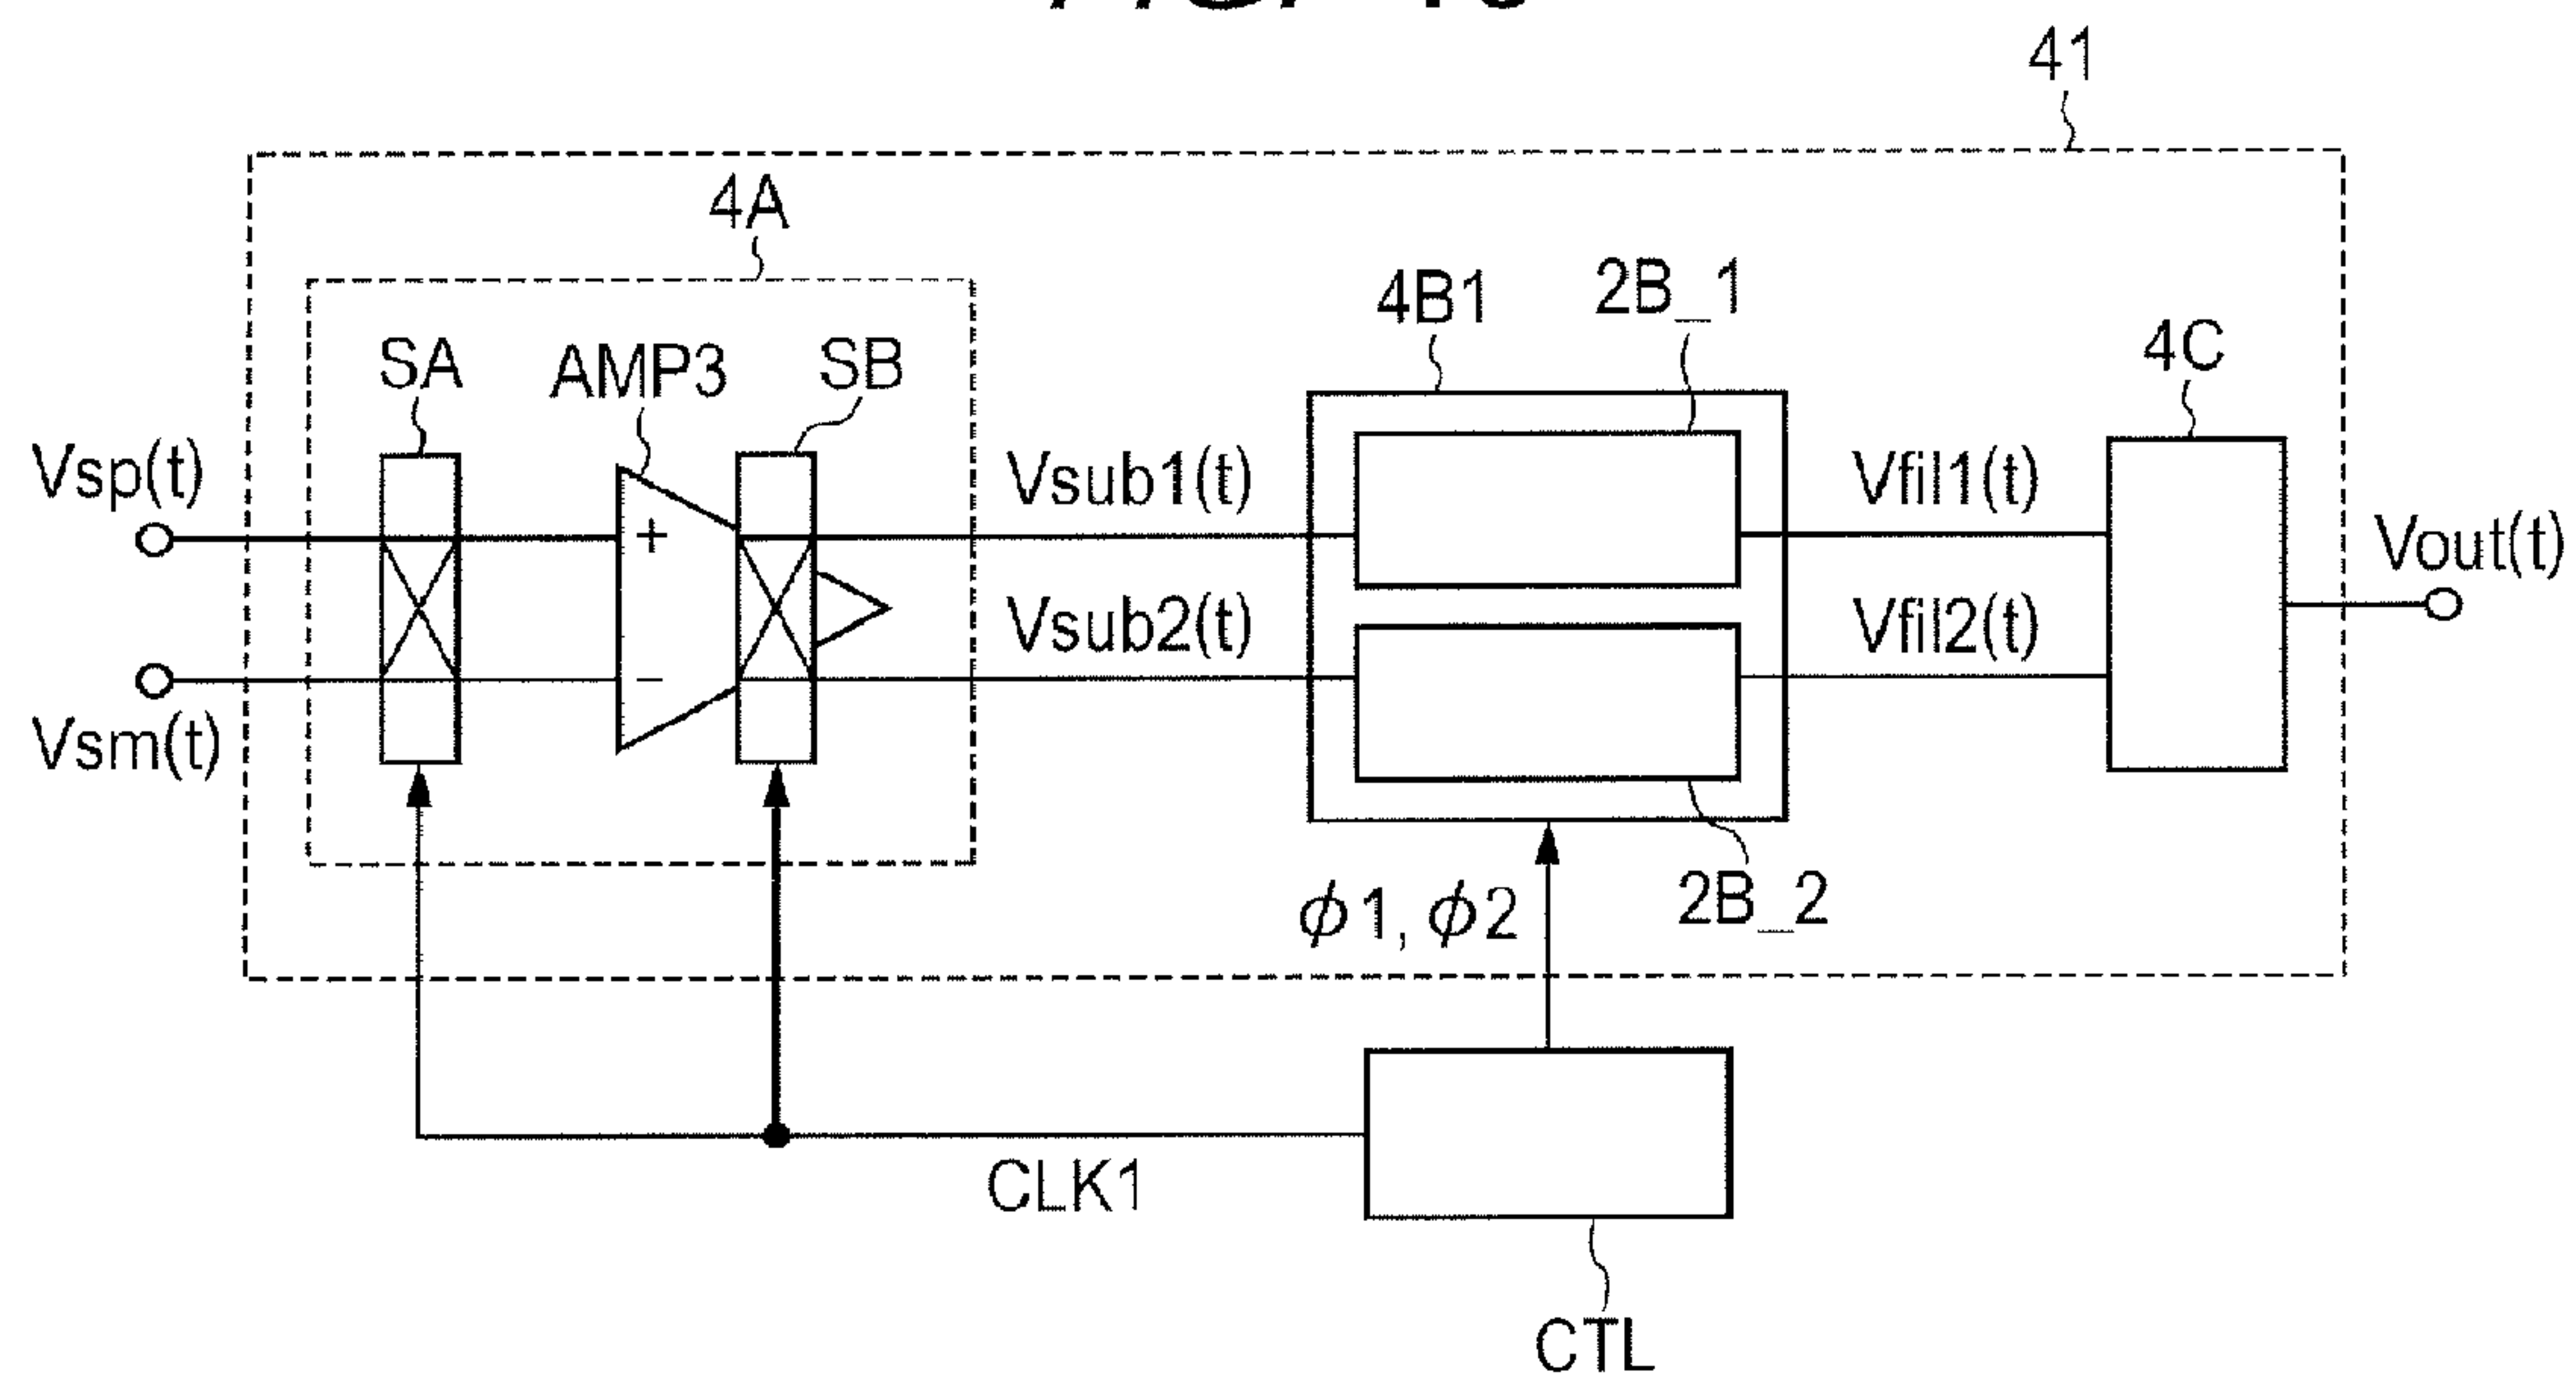 41
4A
4B1
2B_1
4C
SA
AMP3
SB
Vsp(t)
Vsub1(t)
Vfil1(t)
+
Vout(t)
Vsub2(t)
Vfil2(t)
−
Vsm(t)
2B_2
ϕ1, ϕ2
CLK1
CTL